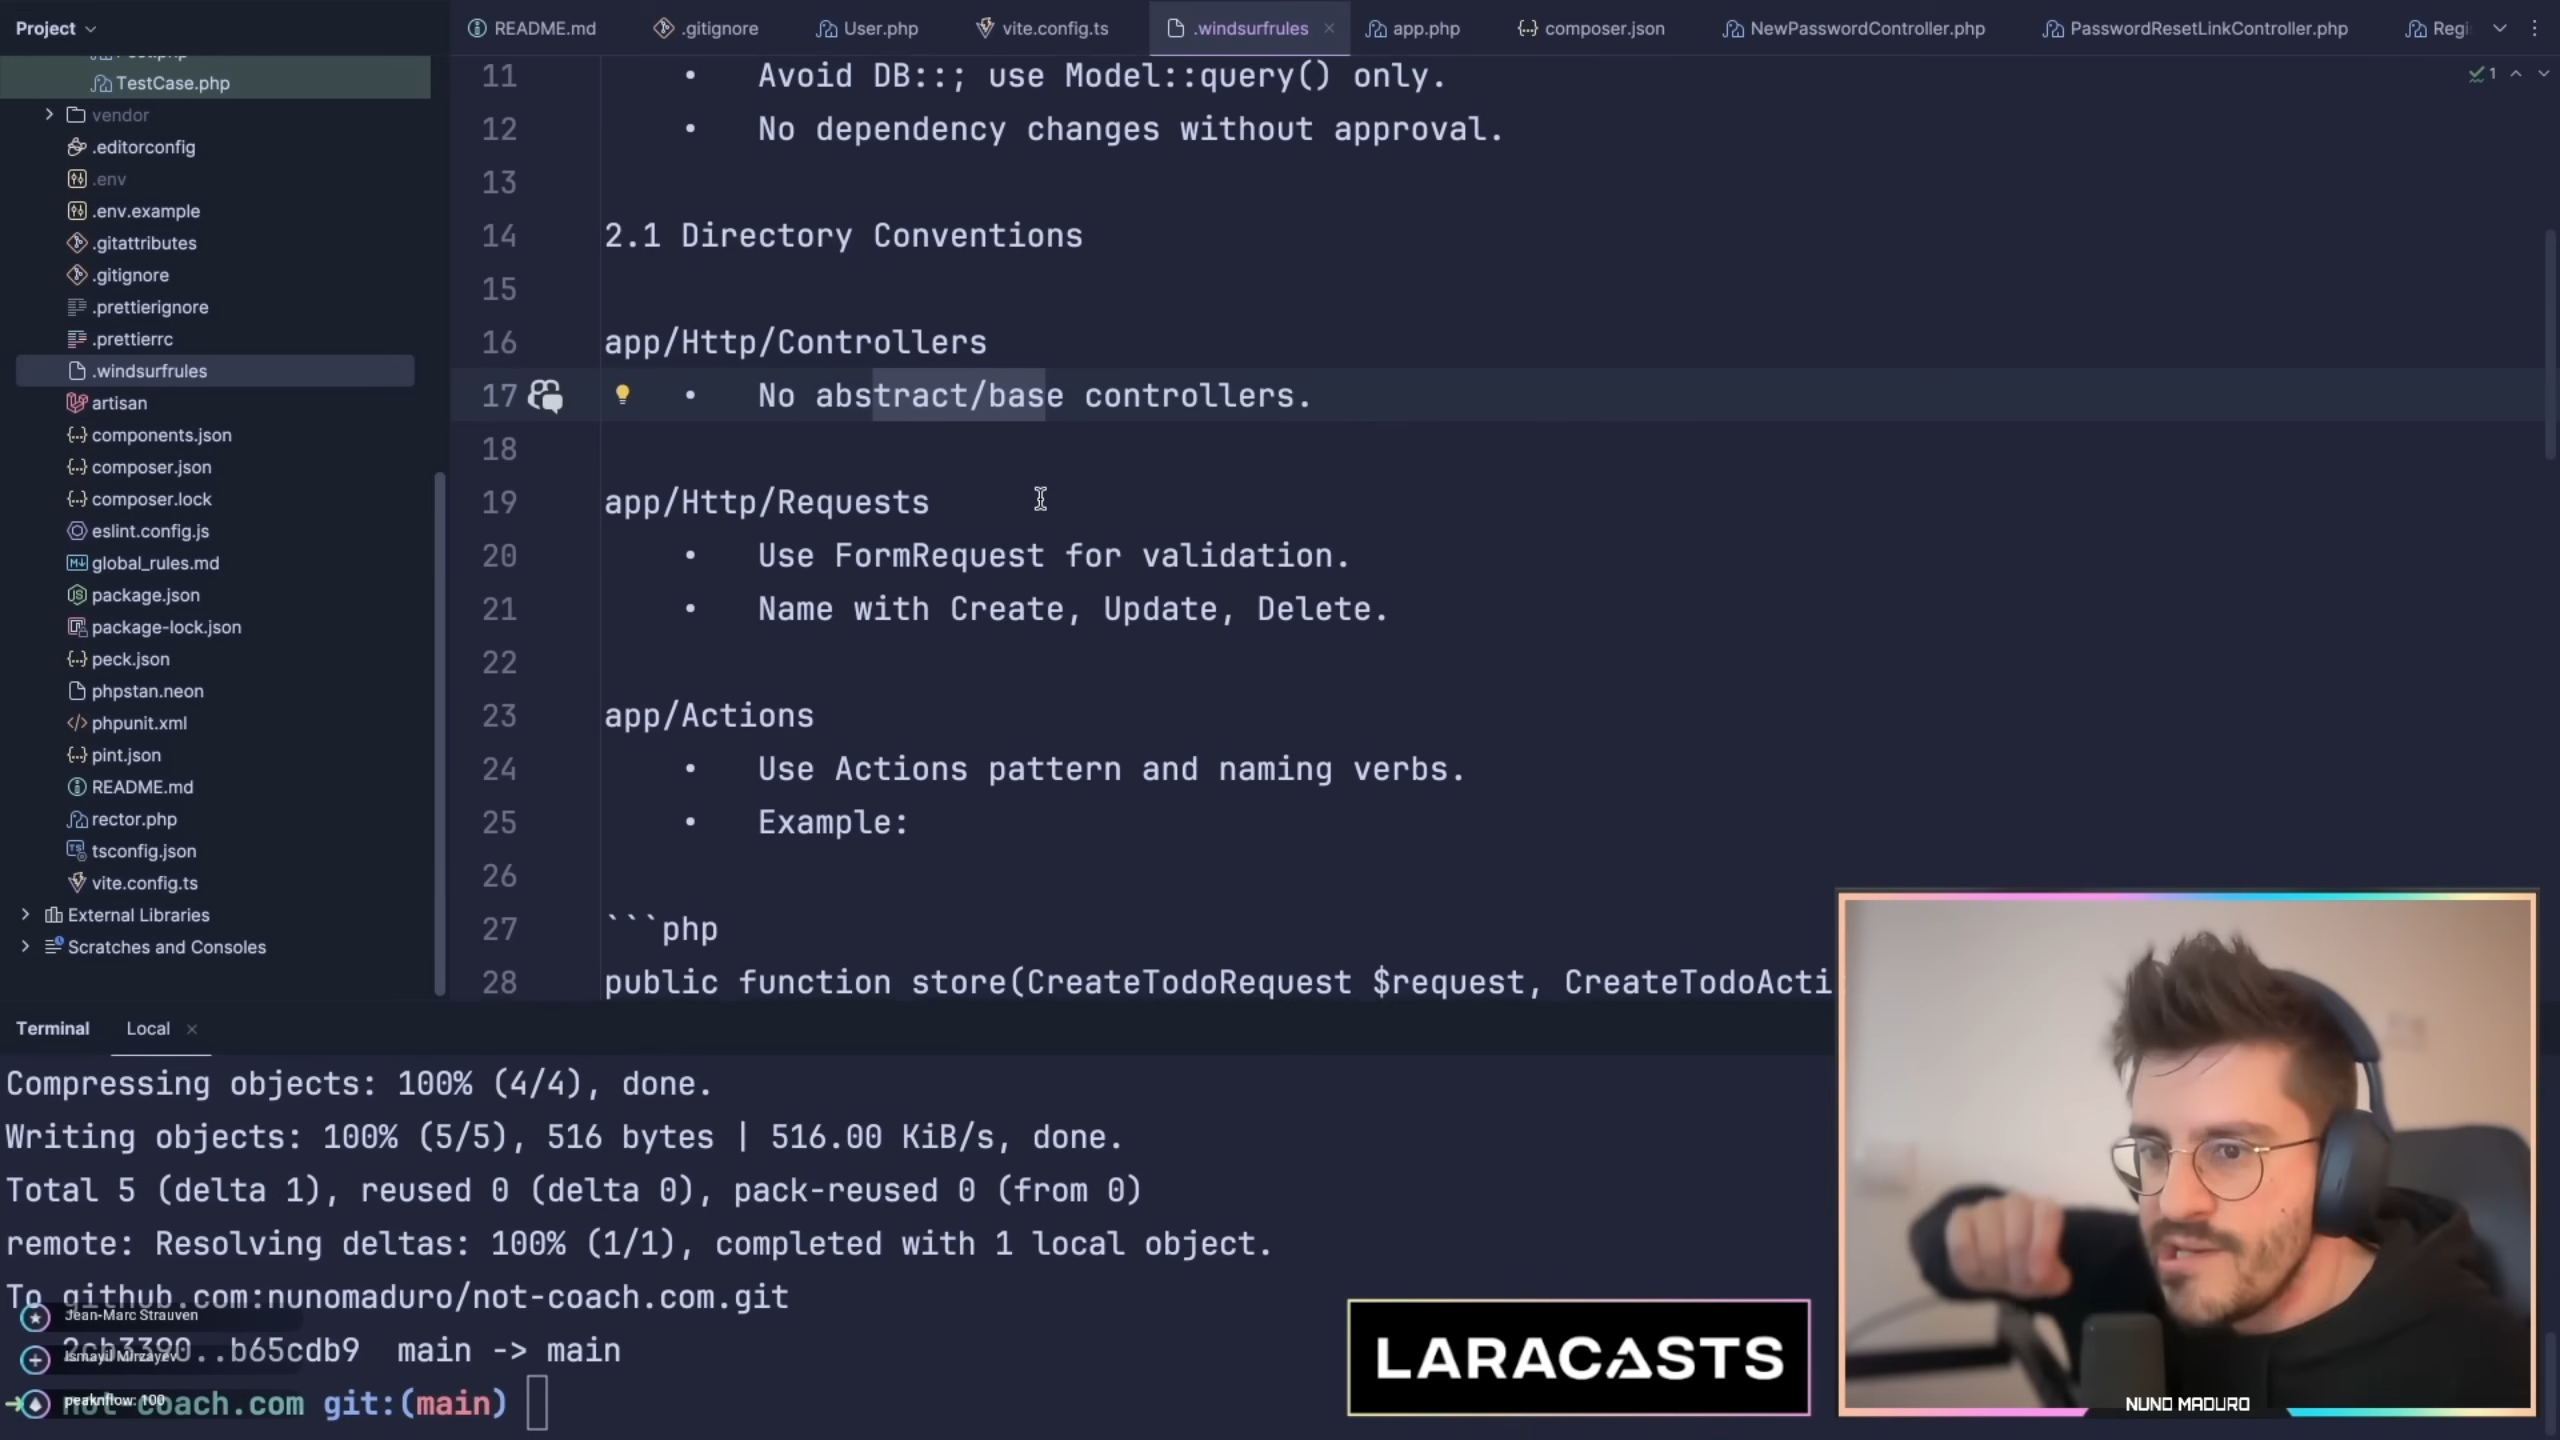 Project
README.md
.gitignore
User.php
vite.config.ts
.windsurfrules
app.php
composer.json
NewPasswordController.php
PasswordResetLinkController.php
Regi
TestCase.php
vendor
.editorconfig
.env
.env.example
.gitattributes
.gitignore
.prettierignore
.prettierrc
.windsurfrules
artisan
components.json
composer.json
composer.lock
eslint.config.js
global_rules.md
package.json
package-lock.json
peck.json
phpstan.neon
phpunit.xml
pint.json
README.md
rector.php
tsconfig.json
vite.config.ts
External Libraries
Scratches and Consoles
1
11 • Avoid DB::; use Model::query() only.
12 • No dependency changes without approval.
13
14 2.1 Directory Conventions
15
16 app/Http/Controllers
17 • No abstract/base controllers.
18
19 app/Http/Requests
20 • Use FormRequest for validation.
21 • Name with Create, Update, Delete.
22
23 app/Actions
24 • Use Actions pattern and naming verbs.
25 • Example:
26
27 ```php
28 public function store(CreateTodoRequest $request, CreateTodoActi
Terminal Local
Compressing objects: 100% (4/4), done.
Writing objects: 100% (5/5), 516 bytes | 516.00 KiB/s, done.
Total 5 (delta 1), reused 0 (delta 0), pack-reused 0 (from 0)
remote: Resolving deltas: 100% (1/1), completed with 1 local object.
To github.com:nunomaduro/not-coach.com.git
Jean-Marc Strauven
..b65cdb9 main -> main
Ismayil Mirzayev
not-coach.com git:(main)
peaknflow: 100
LARACASTS
NUNO MADURO